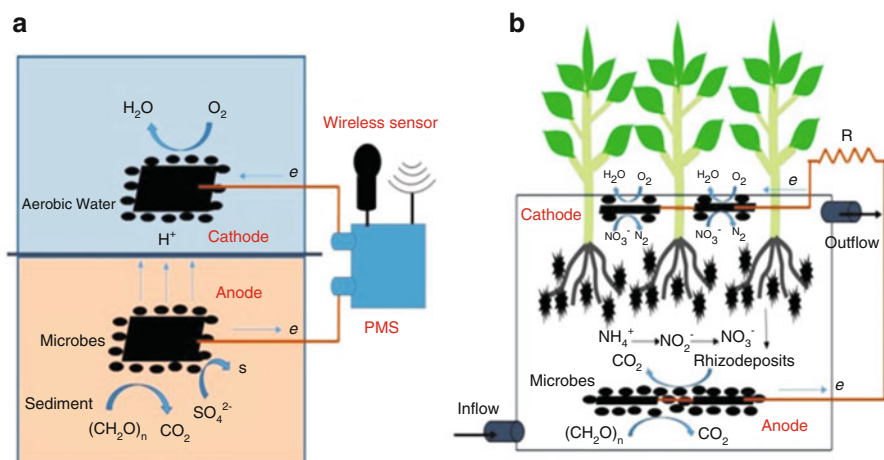 a
H₂O O₂
Wireless sensor
e
Aerobic Water
H⁺
Cathode
Anode
Microbes
e
PMS
s
Sediment
SO₄²⁻
(CH₂O)ₙ CO₂
b
R
H₂O O₂ H₂O O₂
e
Cathode
NO₃⁻ N₂ NO₃⁻ N₂
Outflow
NH₄⁺ NO₂⁻ NO₃⁻
CO₂ Rhizodeposits
Microbes
e
Inflow
Anode
(CH₂O)ₙ CO₂